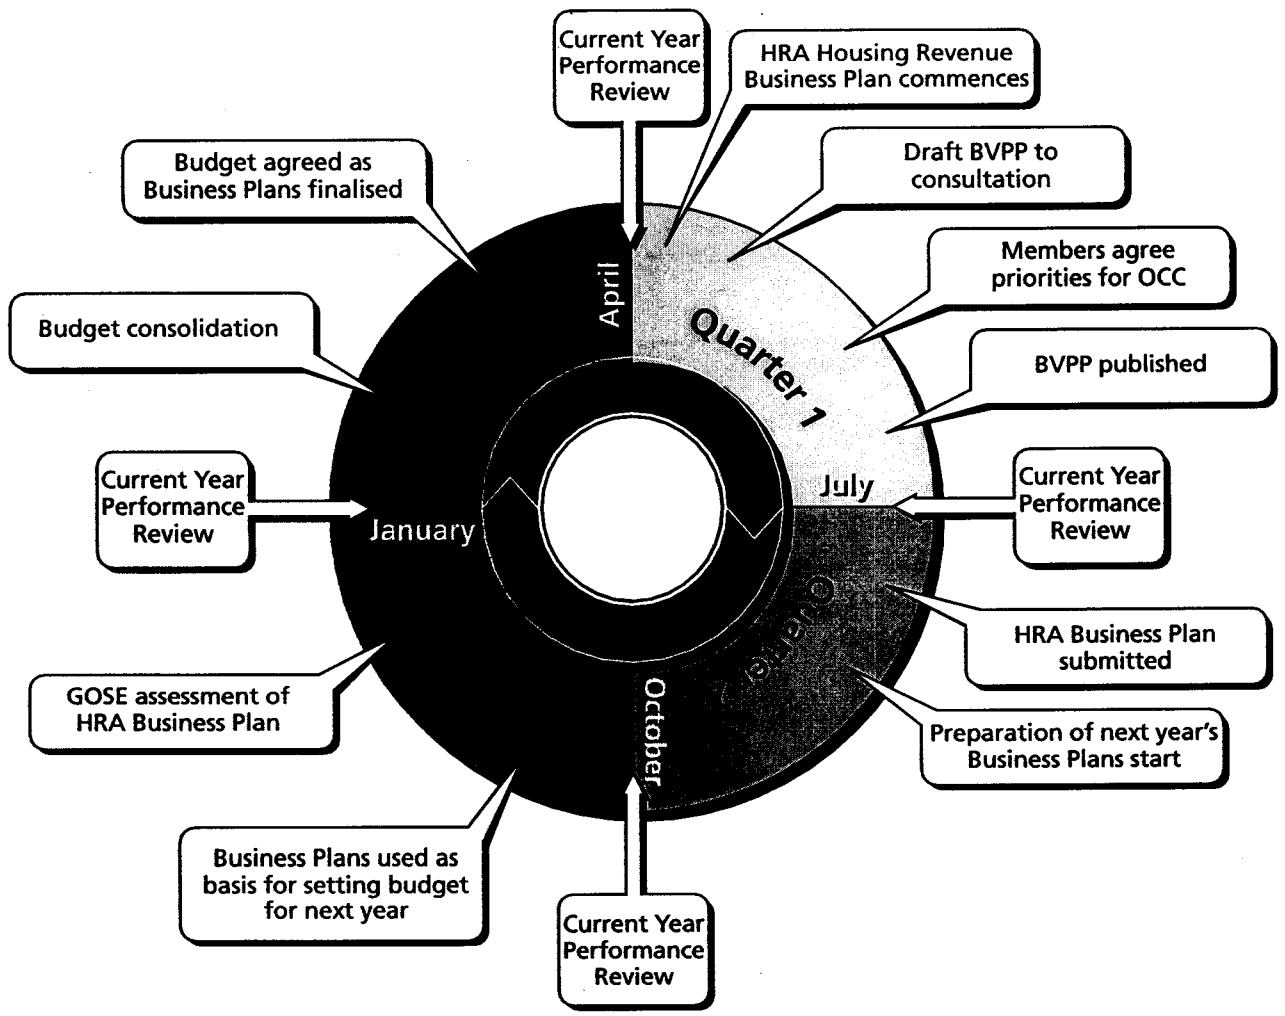 Current Year
Performance
Review
HRA Housing Revenue
Business Plan commences
Draft BVPP to
consultation
Members agree
priorities for OCC
BVPP published
Current Year
Performance
Review
HRA Business Plan
submitted
Preparation of next year's
Business Plans start
Current Year
Performance
Review
Business Plans used as
basis for setting budget
for next year
GOSE assessment of
HRA Business Plan
Current Year
Performance
Review
Budget consolidation
Budget agreed as
Business Plans finalised
April
Quarter 1
July
Quarter
October
January